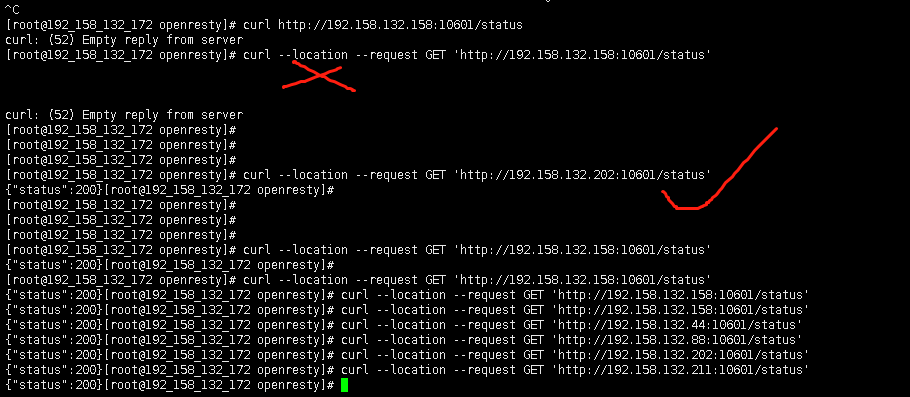 ^C
[root@192_158_132_172 openresty]# curl http://192.158.132.158:10601/status
curl: (52) Empty reply from server
[root@192_158_132_172 openresty]# curl --location --request GET 'http://192.158.132.158:10601/status'
curl: (52) Empty reply from server
[root@192_158_132_172 openresty]#
[root@192_158_132_172 openresty]#
[root@192_158_132_172 openresty]#
[root@192_158_132_172 openresty]# curl --location --request GET 'http://192.158.132.202:10601/status'
{"status":200}[root@192_158_132_172 openresty]#
[root@192_158_132_172 openresty]#
[root@192_158_132_172 openresty]#
[root@192_158_132_172 openresty]#
[root@192_158_132_172 openresty]# curl --location --request GET 'http://192.158.132.158:10601/status'
{"status":200}[root@192_158_132_172 openresty]#
[root@192_158_132_172 openresty]# curl --location --request GET 'http://192.158.132.158:10601/status'
{"status":200}[root@192_158_132_172 openresty]# curl --location --request GET 'http://192.158.132.158:10601/status'
{"status":200}[root@192_158_132_172 openresty]# curl --location --request GET 'http://192.158.132.158:10601/status'
{"status":200}[root@192_158_132_172 openresty]# curl --location --request GET 'http://192.158.132.44:10601/status'
{"status":200}[root@192_158_132_172 openresty]# curl --location --request GET 'http://192.158.132.88:10601/status'
{"status":200}[root@192_158_132_172 openresty]# curl --location --request GET 'http://192.158.132.202:10601/status'
{"status":200}[root@192_158_132_172 openresty]# curl --location --request GET 'http://192.158.132.211:10601/status'
{"status":200}[root@192_158_132_172 openresty]#